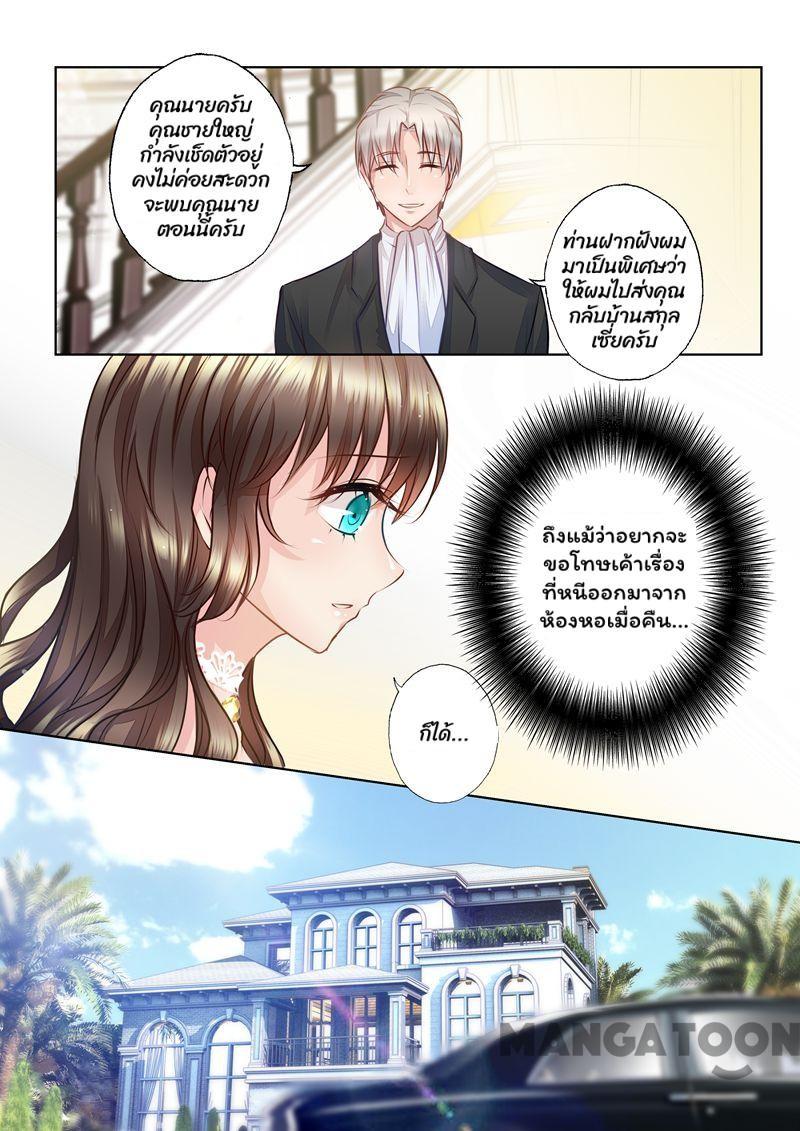 คุณนายครับ
คุณชายใหญ่
กำลังเช็ดตัวอยู่
คงไม่ค่อยสะดวก
จะพบคุณนาย
ตอนนี้ครับ
ท่านฝากฝังผม
มาเป็นพิเศษว่า
ให้ผมไปส่งคุณ
กลับบ้านสกุล
เซี่ยครับ
ถึงแม้ว่าอยากจะ
ขอโทษเค้าเรื่อง
ที่หนีออกมาจาก
ห้องหอเมื่อคืน...
ก็ได้...
MANGATOON